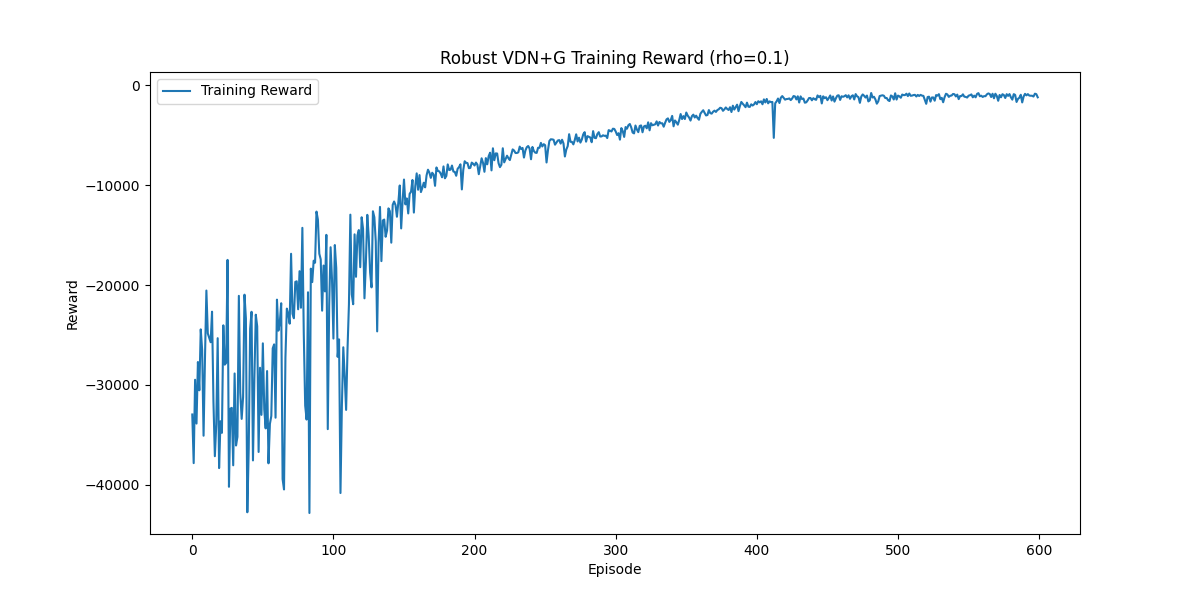 Robust VDN+G Training Reward (rho=0.1)
Training Reward
Reward
0
−10000
−20000
−30000
−40000
0 100 200 300 400 500 600
Episode